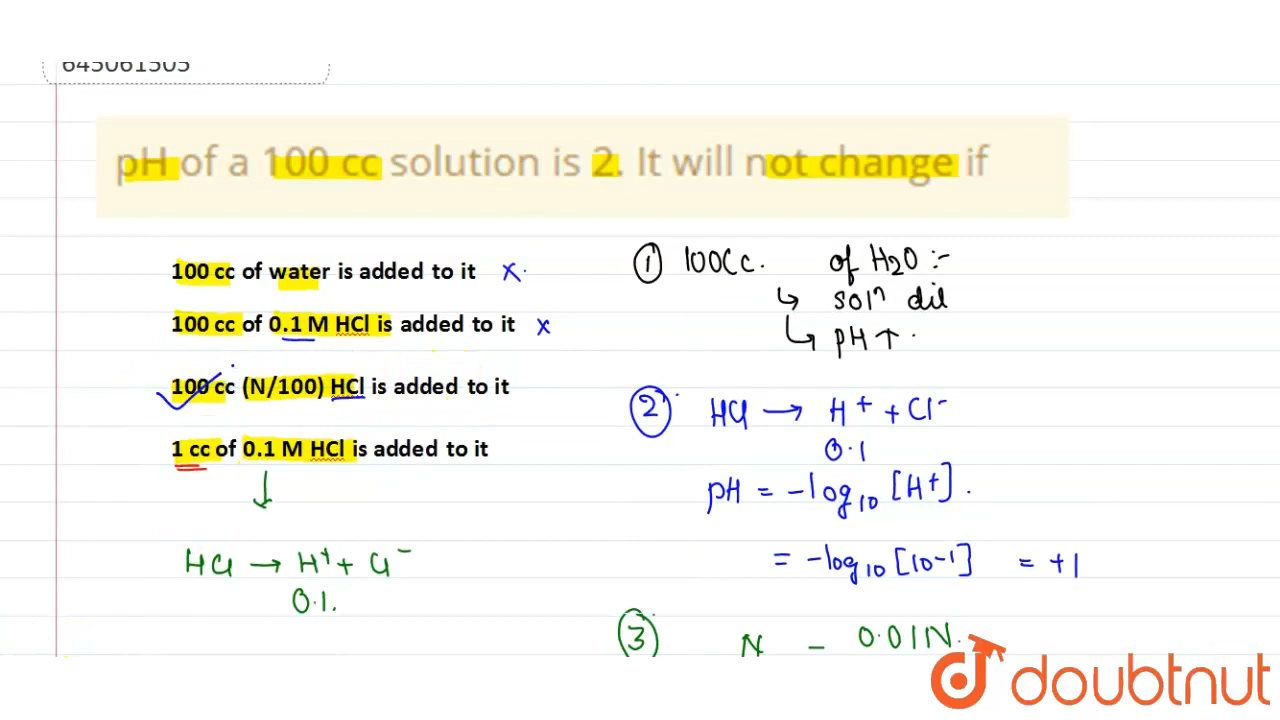 645061505
pH of a 100 cc solution is 2. It will not change if
100 cc of water is added to it x
100 cc of 0.1 M HCl is added to it x
100 cc (N/100) HCl is added to it
1 cc of 0.1 M HCl is added to it
HCl → H+ + Cl-
0.1.
① 100Cc. of H2O :-
↳ solⁿ dil
↳ pH ↑ .
② HCl → H+ + Cl-
0.1
pH = -log10 [H+] .
= -log10 [10-1] = +1
③ N - 0.01N.
doubtnut